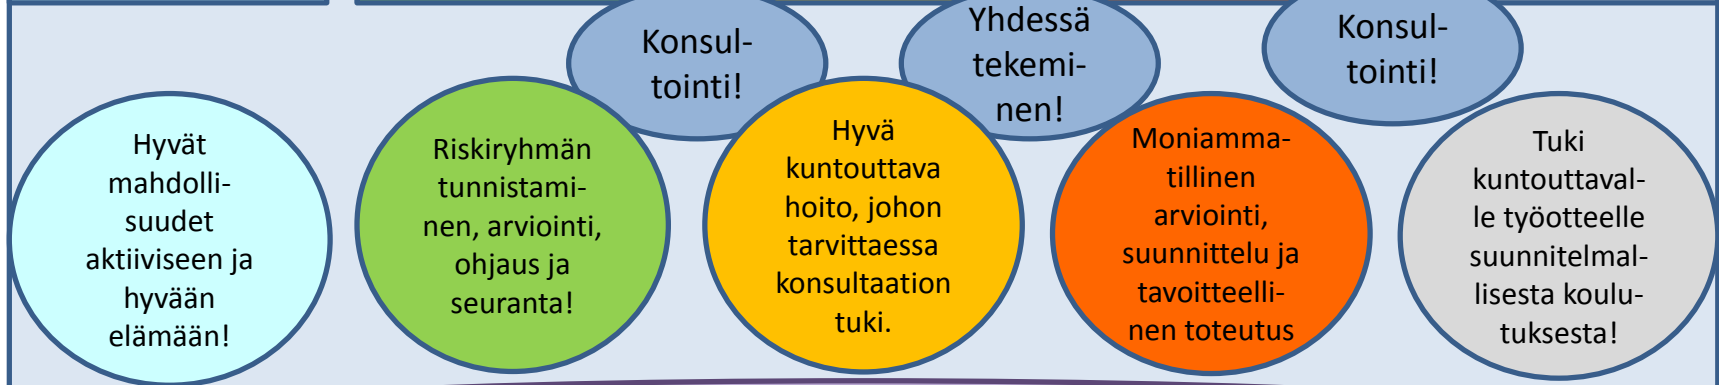 Konsul-
tointi!
Yhdessä
tekemi-
nen!
Konsul-
tointi!
Hyvät
mahdolli-
suudet
aktiiviseen ja
hyvään
elämään!
Riskiryhmän
tunnistami-
nen, arviointi,
ohjaus ja
seuranta!
Hyvä
kuntouttava
hoito, johon
tarvittaessa
konsultaation
tuki.
Moniamma-
tillinen
arviointi,
suunnittelu ja
tavoitteelli-
nen toteutus
Tuki
kuntouttaval-
le työotteelle
suunnitelmal-
lisesta koulu-
tuksesta!